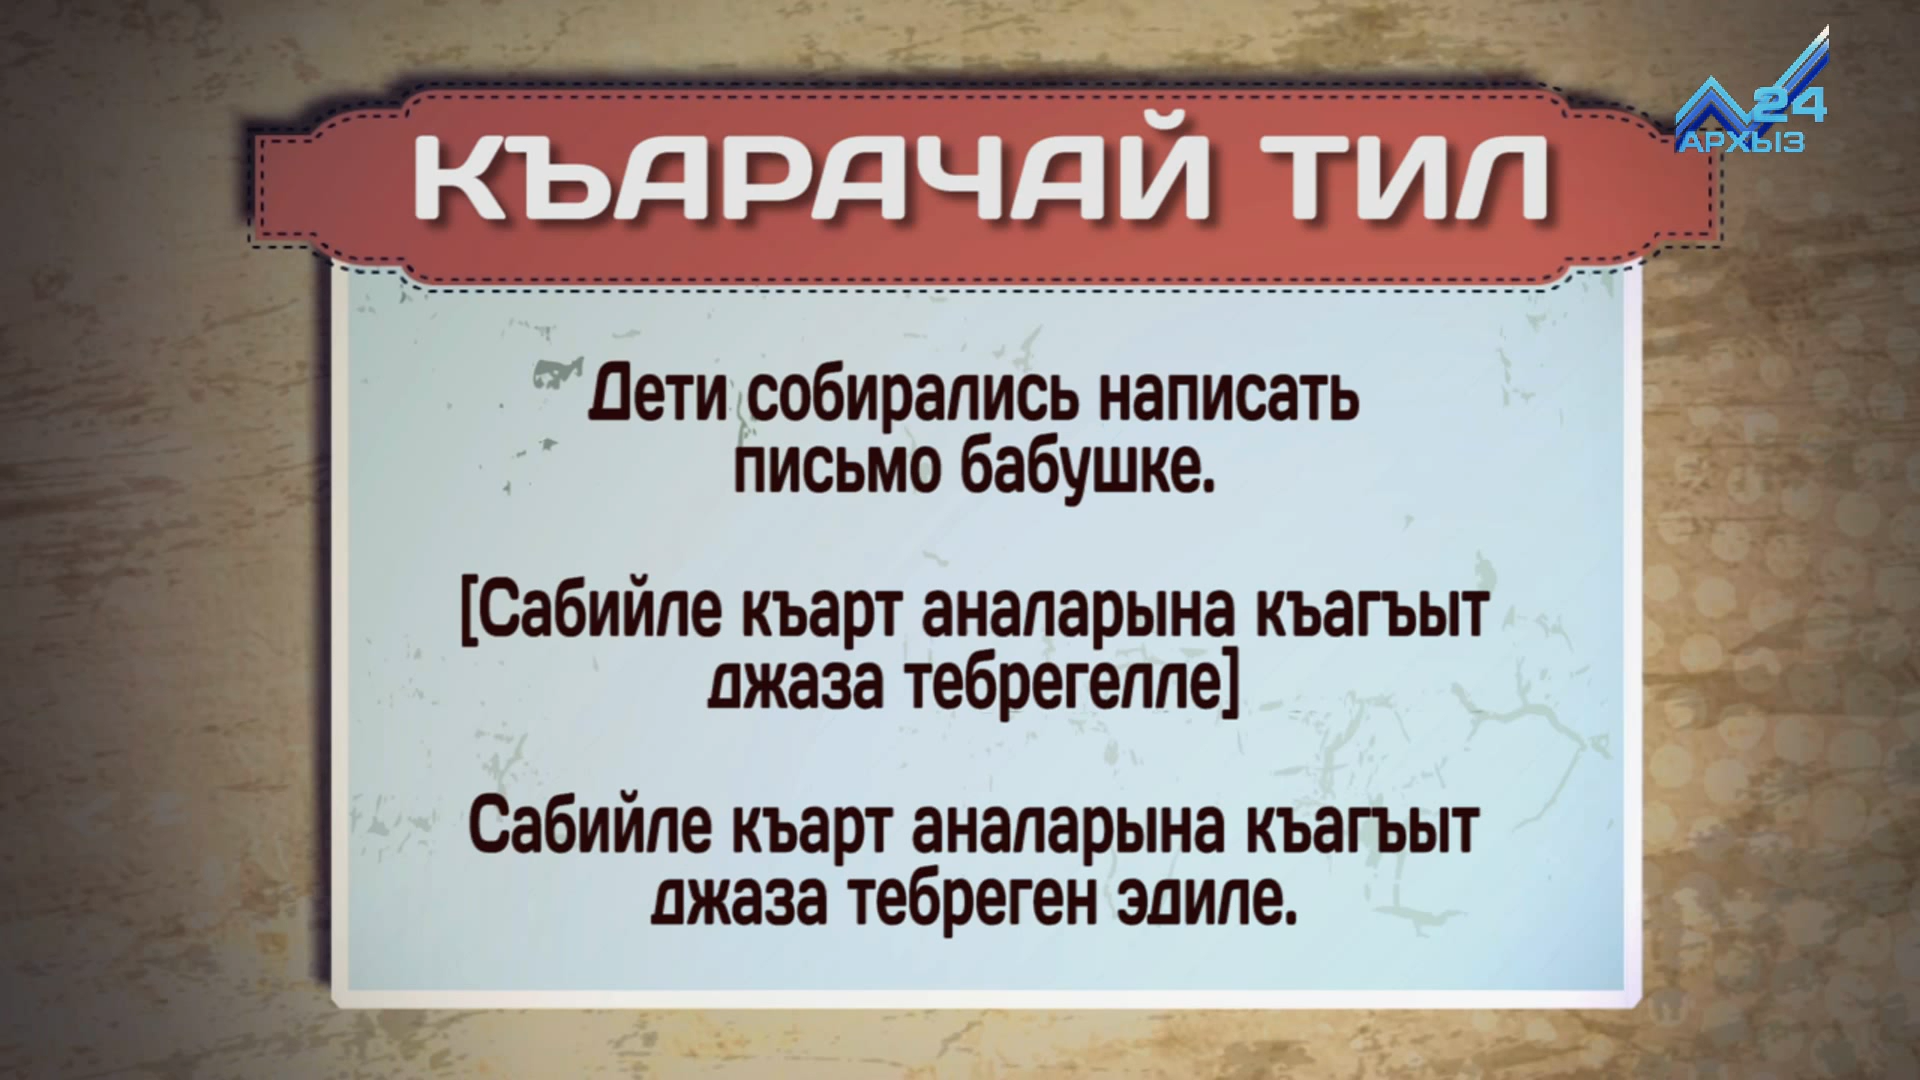 КЪАРАЧАЙ ТИЛ
24
АРХЫЗ
Дети собирались написать
письмо бабушке.
[Сабийле къарт аналарына къагъыт
джаза тебрегелле]
Сабийле къарт аналарына къагъыт
джаза тебреген эдиле.